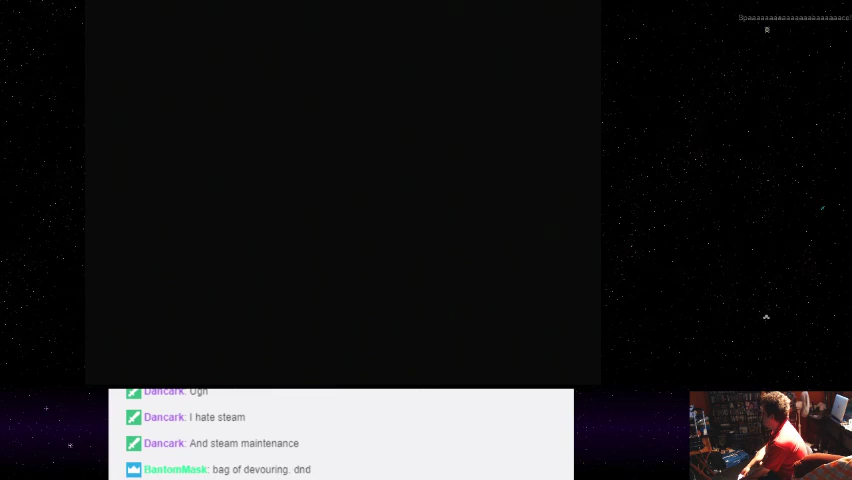 Dancark: Ugh
Dancark: I hate steam
Dancark: And steam maintenance
BantomMask: bag of devouring. dnd